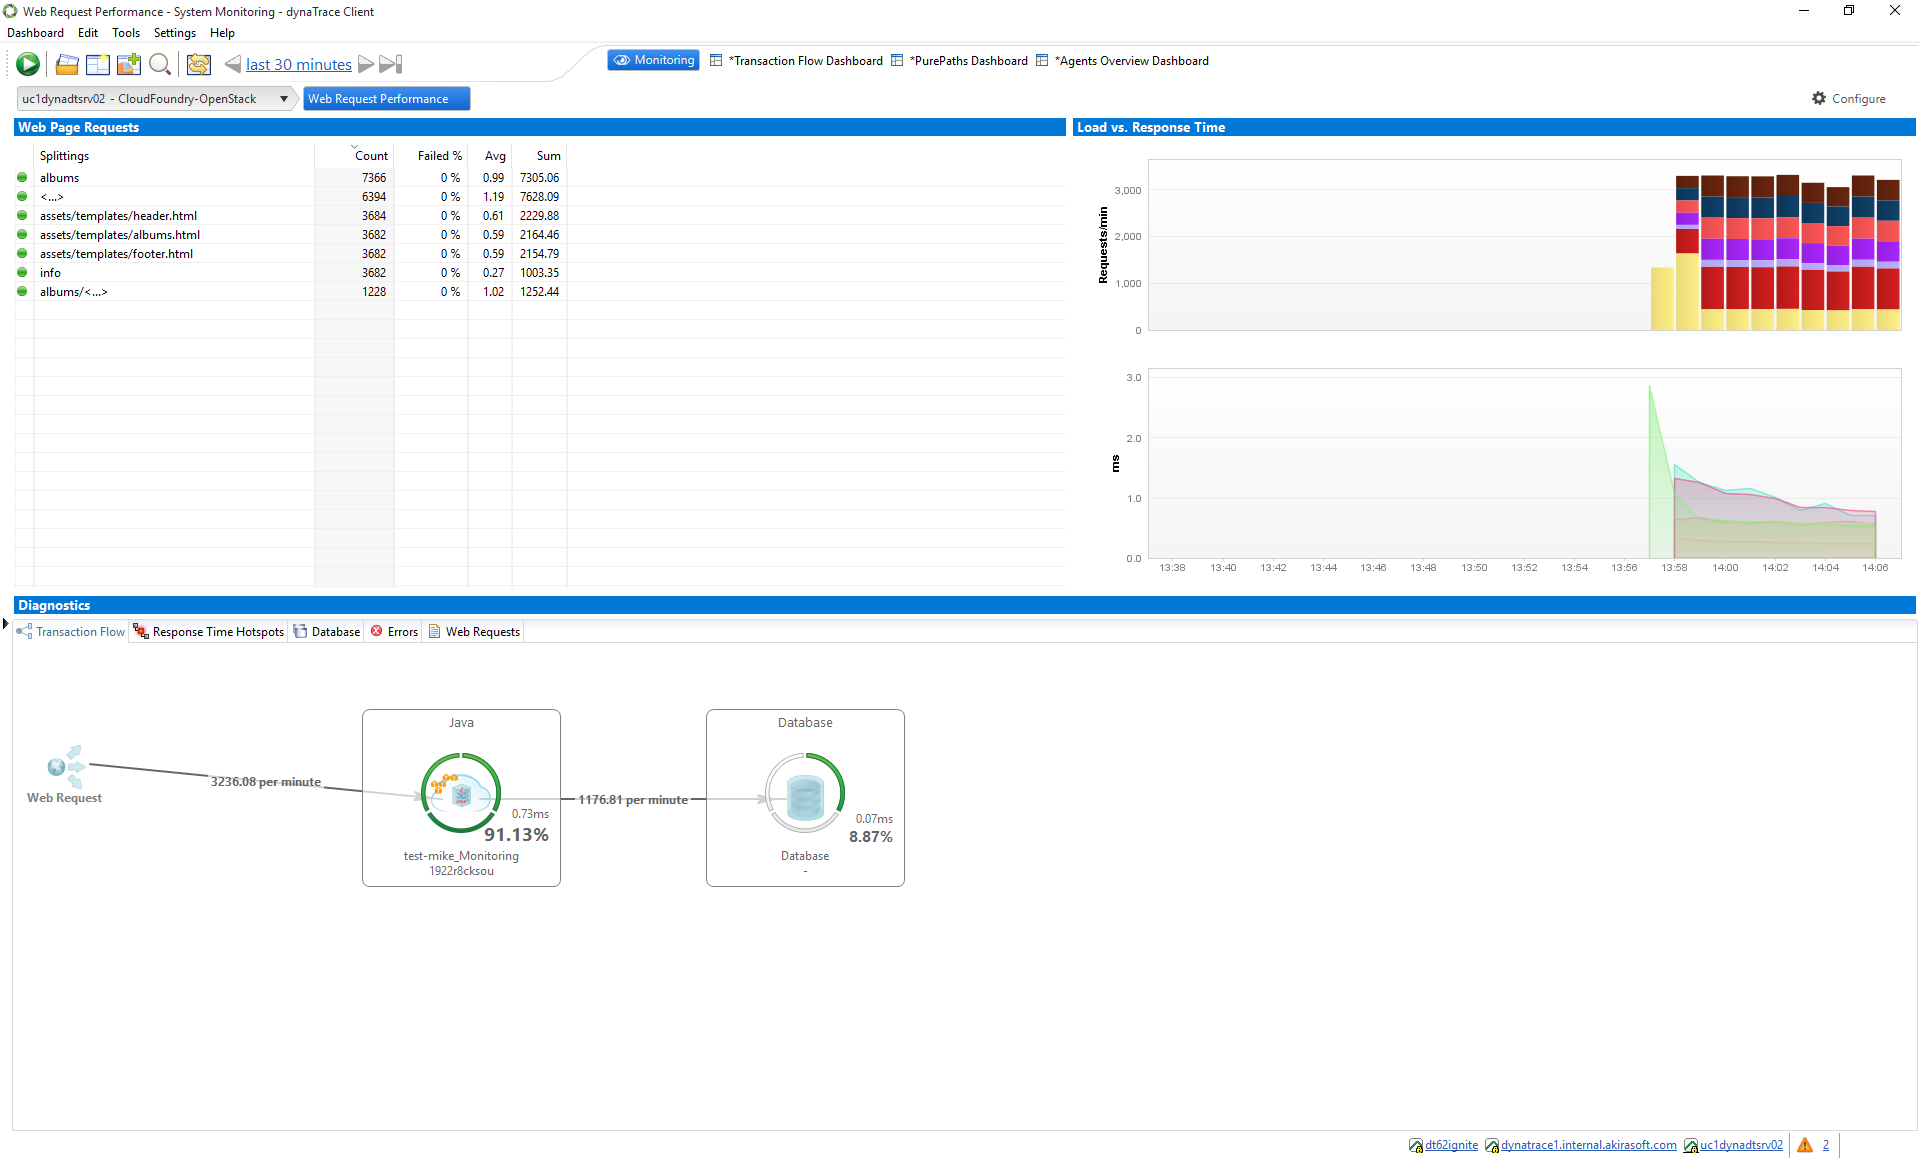 Web Request Performance - System Monitoring - dynaTrace Client
Dashboard Edit Tools Settings Help
last 30 minutes
Monitoring *Transaction Flow Dashboard *PurePaths Dashboard *Agents Overview Dashboard
uc1dynadtsrv02 - CloudFoundry-OpenStack Web Request Performance Configure
Web Page Requests
Splittings Count Failed % Avg Sum
albums 7366 0 % 0.99 7305.06
<...> 6394 0 % 1.19 7628.09
assets/templates/header.html 3684 0 % 0.61 2229.88
assets/templates/albums.html 3682 0 % 0.59 2164.46
assets/templates/footer.html 3682 0 % 0.59 2154.79
info 3682 0 % 0.27 1003.35
albums/<...> 1228 0 % 1.02 1252.44
Load vs. Response Time
Requests/min
3,000
2,000
1,000
0
ms
3.0
2.0
1.0
0.0
13:38 13:40 13:42 13:44 13:46 13:48 13:50 13:52 13:54 13:56 13:58 14:00 14:02 14:04 14:06
Diagnostics
Transaction Flow Response Time Hotspots Database Errors Web Requests
Web Request
3236.08 per minute
Java
0.73ms
91.13%
test-mike_Monitoring
1922r8cksou
1176.81 per minute
Database
0.07ms
8.87%
Database
-
dt62ignite dynatrace1.internal.akirasoft.com uc1dynadtsrv02 2